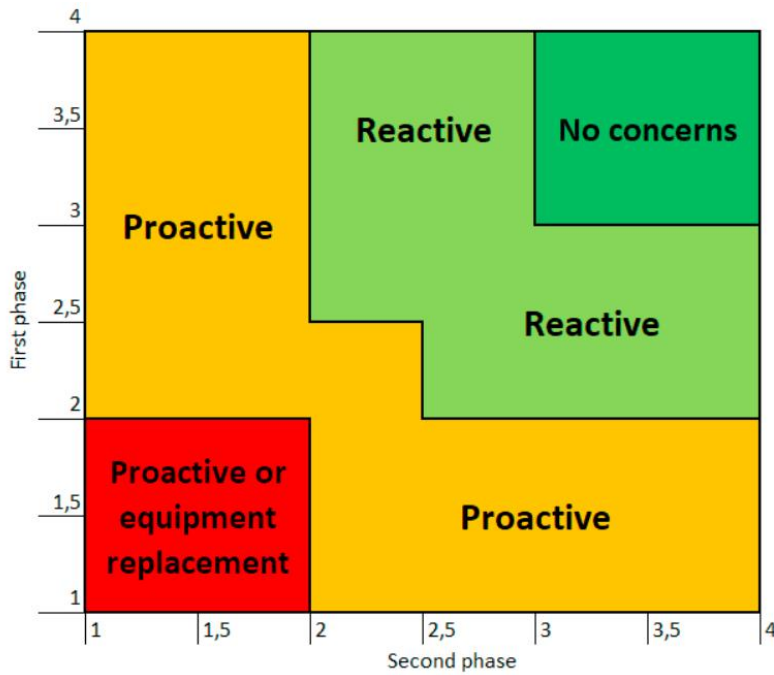 4
3,5
3
2,5
2
1,5
1
First phase
Reactive
No concerns
Proactive
Reactive
Proactive or
equipment
replacement
Proactive
1
1,5
2
2,5
3
3,5
4
Second phase